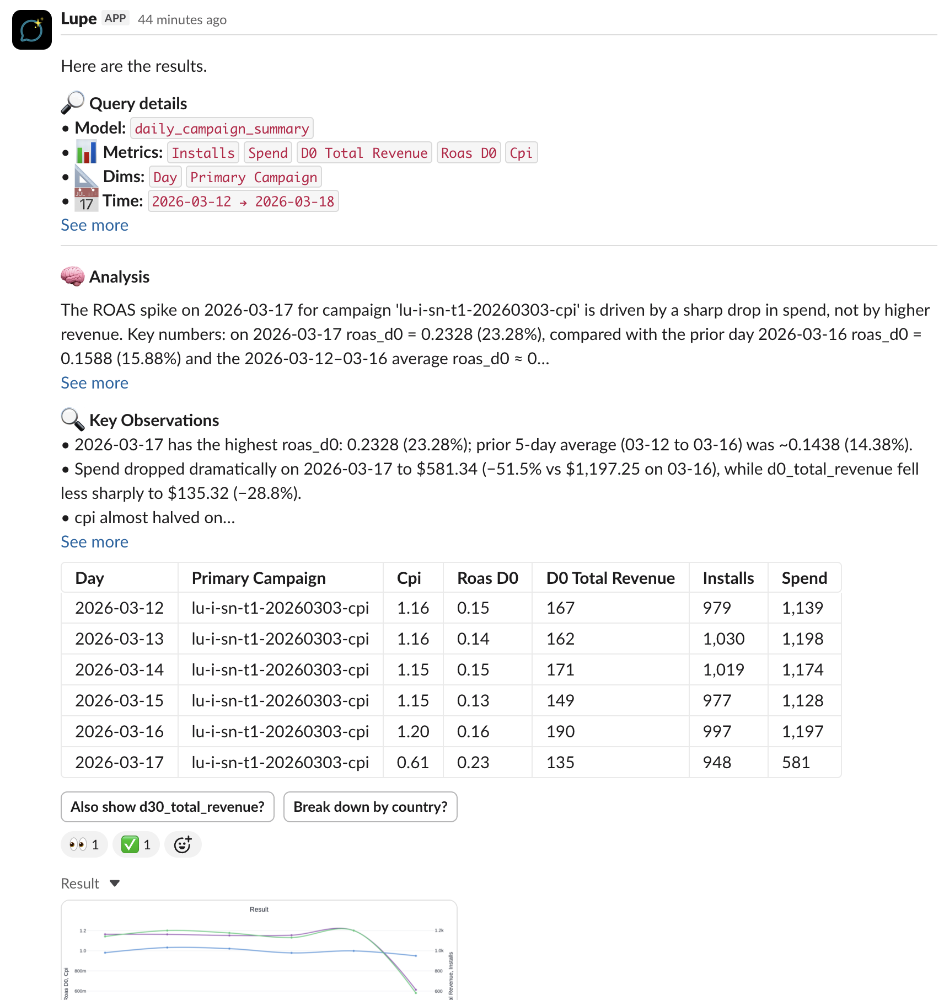 Lupe APP 44 minutes ago
Here are the results.
Query details
• Model: daily_campaign_summary
• Metrics: Installs Spend D0 Total Revenue Roas D0 Cpi
• Dims: Day Primary Campaign
• JUL 17 Time: 2026-03-12 → 2026-03-18
See more
Analysis
The ROAS spike on 2026-03-17 for campaign 'lu-i-sn-t1-20260303-cpi' is driven by a sharp drop in spend, not by higher
revenue. Key numbers: on 2026-03-17 roas_d0 = 0.2328 (23.28%), compared with the prior day 2026-03-16 roas_d0 =
0.1588 (15.88%) and the 2026-03-12–03-16 average roas_d0 ≈ 0...
See more
Key Observations
• 2026-03-17 has the highest roas_d0: 0.2328 (23.28%); prior 5-day average (03-12 to 03-16) was ~0.1438 (14.38%).
• Spend dropped dramatically on 2026-03-17 to $581.34 (−51.5% vs $1,197.25 on 03-16), while d0_total_revenue fell
less sharply to $135.32 (−28.8%).
• cpi almost halved on...
See more
Day Primary Campaign Cpi Roas D0 D0 Total Revenue Installs Spend
2026-03-12 lu-i-sn-t1-20260303-cpi 1.16 0.15 167 979 1,139
2026-03-13 lu-i-sn-t1-20260303-cpi 1.16 0.14 162 1,030 1,198
2026-03-14 lu-i-sn-t1-20260303-cpi 1.15 0.15 171 1,019 1,174
2026-03-15 lu-i-sn-t1-20260303-cpi 1.15 0.13 149 977 1,128
2026-03-16 lu-i-sn-t1-20260303-cpi 1.20 0.16 190 997 1,197
2026-03-17 lu-i-sn-t1-20260303-cpi 0.61 0.23 135 948 581
Also show d30_total_revenue? Break down by country?
1 1
Result
Result
1.2 1.2k
1.0 1.0k
800m 800
600m 600
Roas D0, Cpi
Revenue, Installs